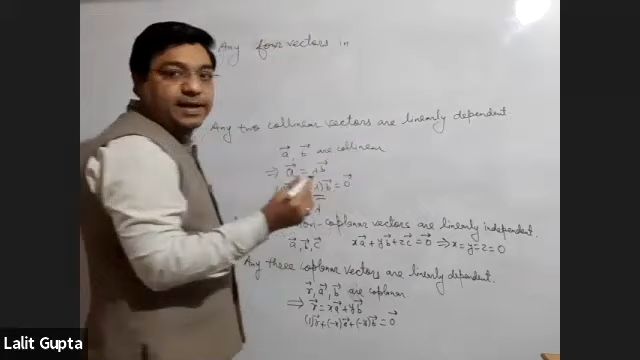 Any four vectors in
Any two collinear vectors are linearly dependent
a⃗, are collinear
⇒ a⃗ = λb⃗
)b⃗ = 0⃗
non-coplanar vectors are linearly independent.
a⃗, b⃗, c⃗ xa⃗ + yb⃗ + zc⃗ = 0⃗ ⇒ x = y = z = 0
Any three coplanar vectors are linearly dependent.
r⃗, a⃗, b⃗ are coplanar
⇒ r⃗ = xa⃗ + yb⃗
(1)r⃗ + (-x)a⃗ + (-y)b⃗ = 0⃗
Lalit Gupta